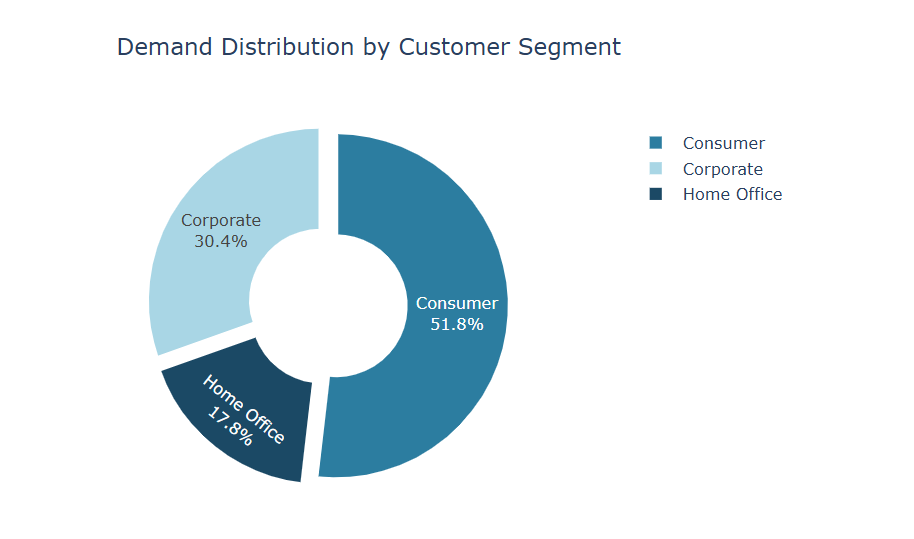 Demand Distribution by Customer Segment
Consumer
Corporate
Home Office
Corporate
30.4%
Consumer
51.8%
Home Office
17.8%